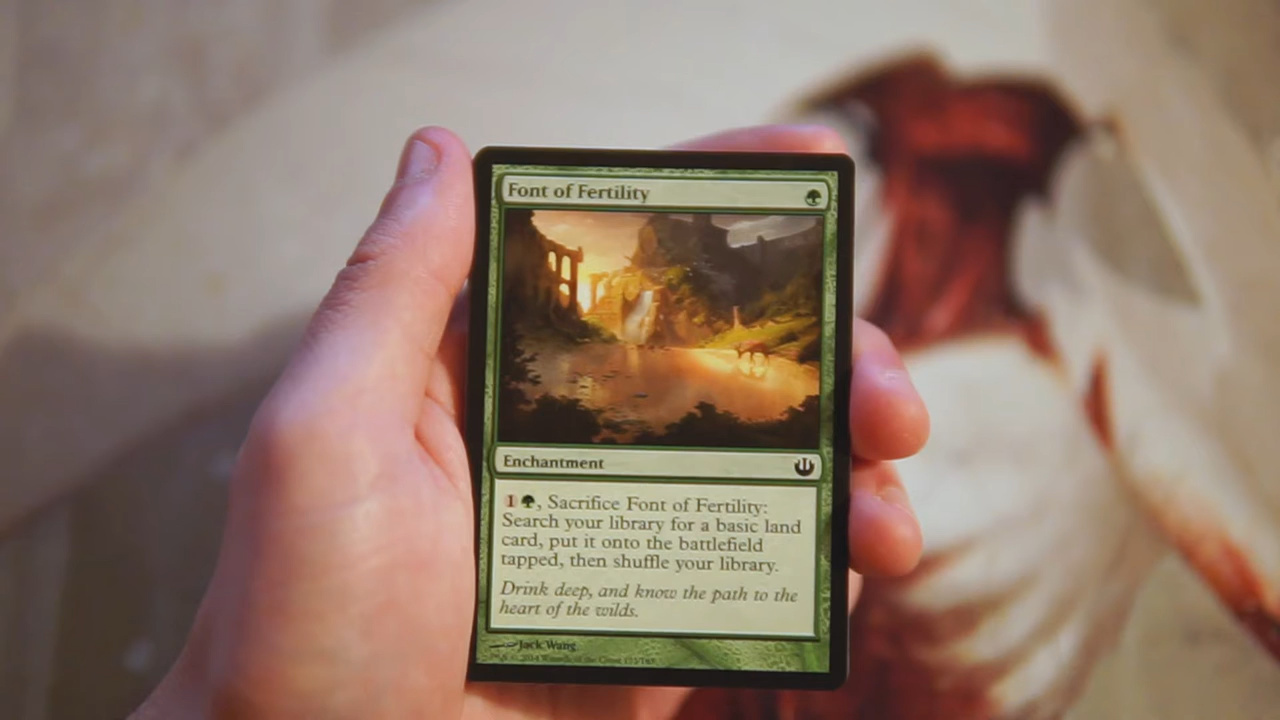 Font of Fertility
Enchantment
1 , Sacrifice Font of Fertility:
Search your library for a basic land
card, put it onto the battlefield
tapped, then shuffle your library.
Drink deep, and know the path to the
heart of the wilds.
Jack Wang